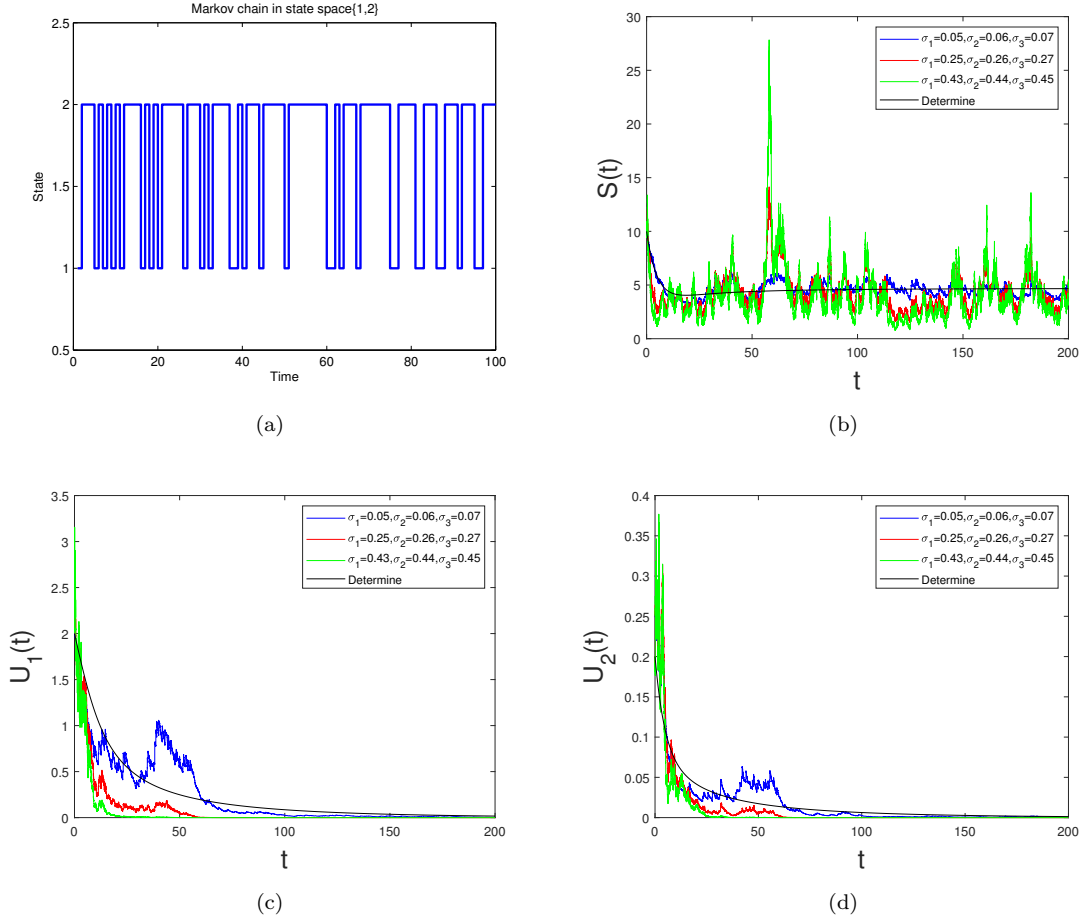 Markov chain in state space{1,2}
2.5
2
1.5
1
0.5
State
0 20 40 60 80 100
Time
(a)
30
25
20
15
10
5
0
S(t)
σ₁=0.05,σ₂=0.06,σ₃=0.07
σ₁=0.25,σ₂=0.26,σ₃=0.27
σ₁=0.43,σ₂=0.44,σ₃=0.45
Determine
0 50 100 150 200
t
(b)
3.5
3
2.5
2
1.5
1
0.5
0
U₁(t)
σ₁=0.05,σ₂=0.06,σ₃=0.07
σ₁=0.25,σ₂=0.26,σ₃=0.27
σ₁=0.43,σ₂=0.44,σ₃=0.45
Determine
0 50 100 150 200
t
(c)
0.4
0.35
0.3
0.25
0.2
0.15
0.1
0.05
0
U₂(t)
σ₁=0.05,σ₂=0.06,σ₃=0.07
σ₁=0.25,σ₂=0.26,σ₃=0.27
σ₁=0.43,σ₂=0.44,σ₃=0.45
Determine
0 50 100 150 200
t
(d)